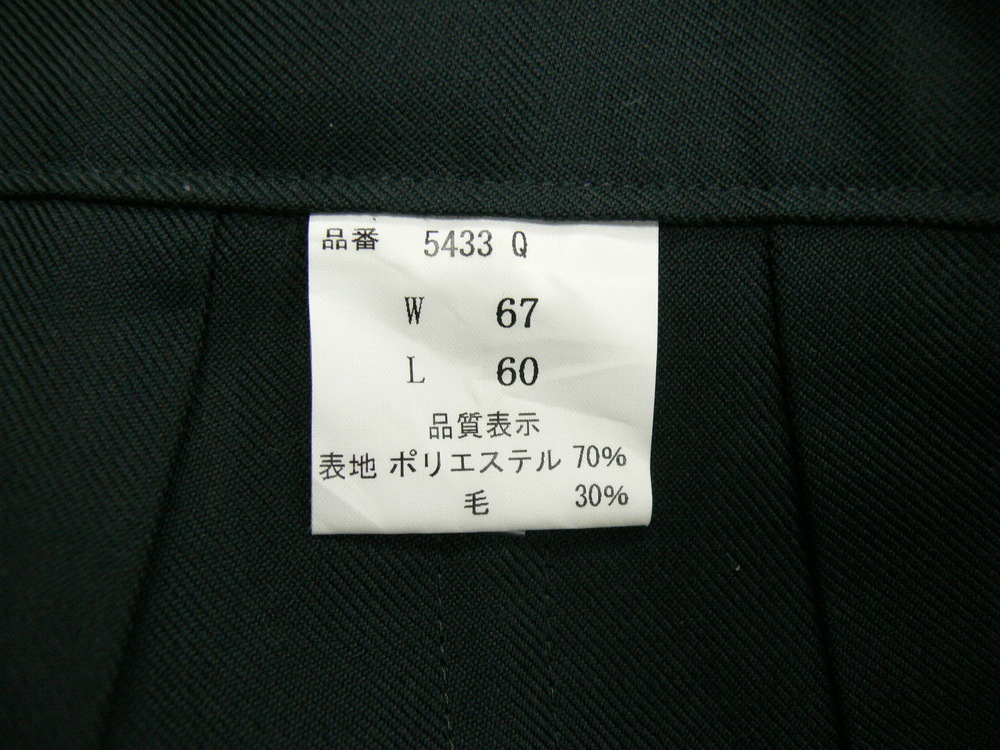 品番 5433 Q
W 67
L 60
品質表示
表地 ポリエステル 70%
毛 30%